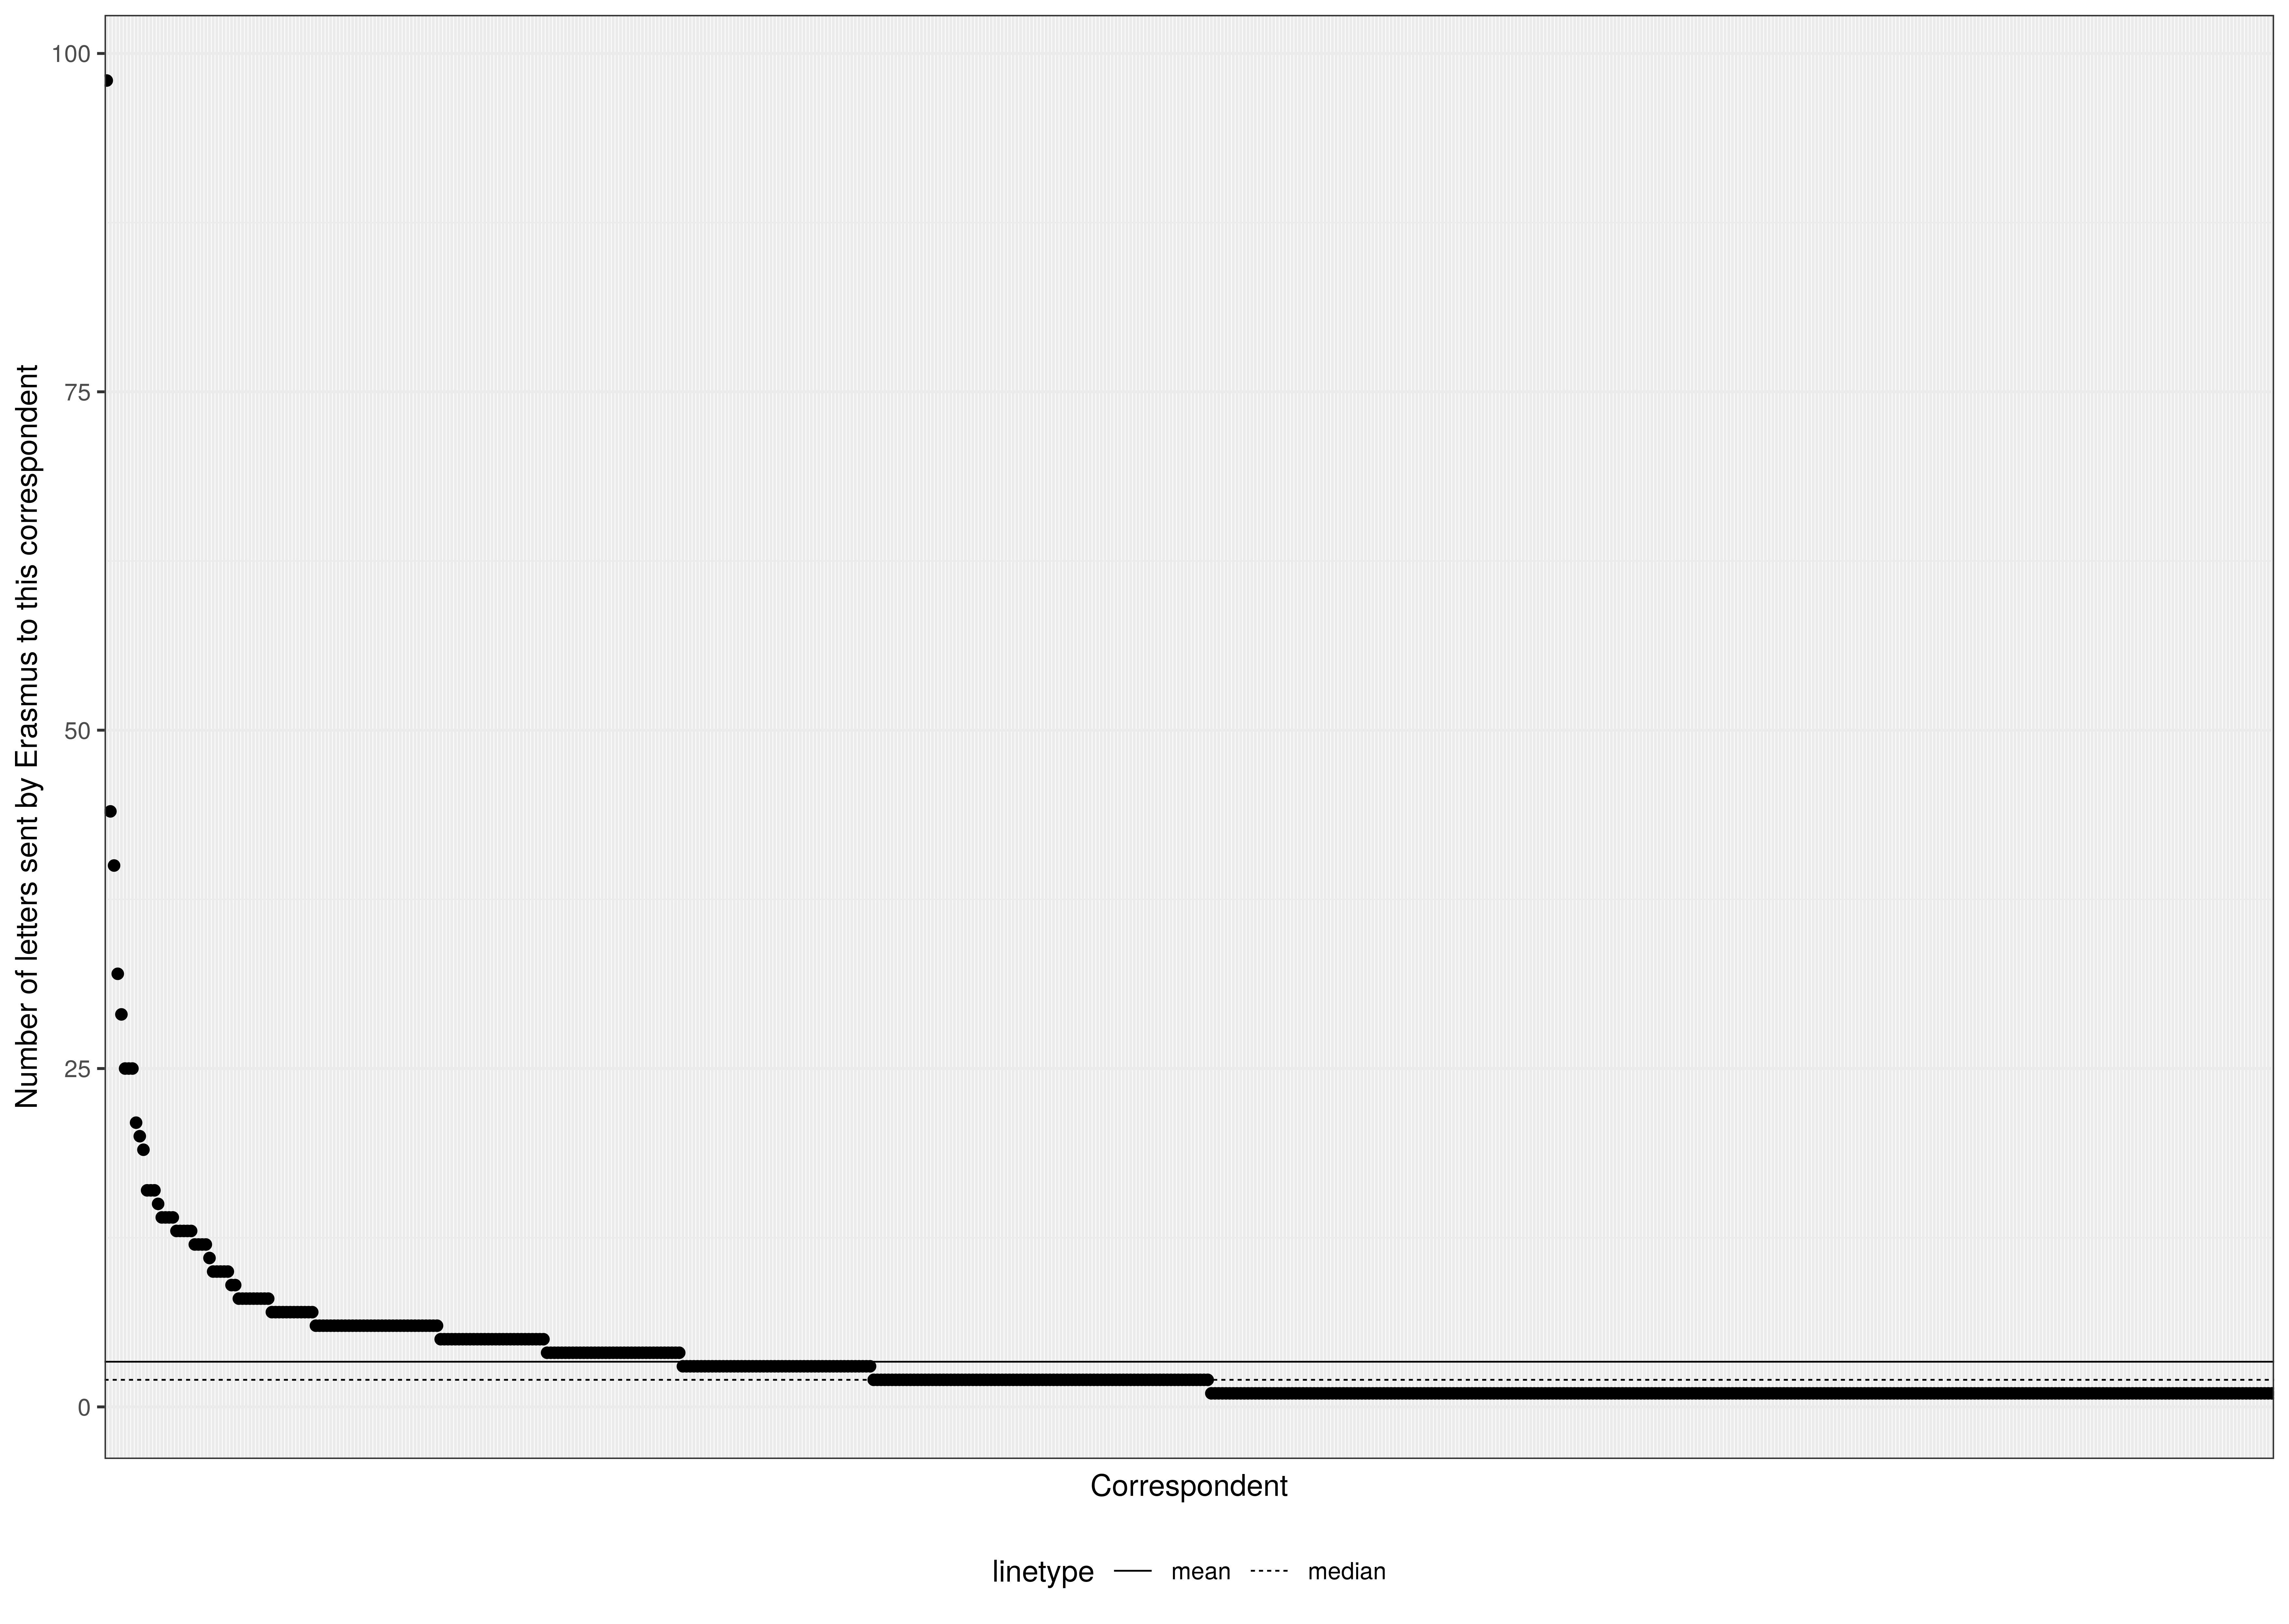 Number of letters sent by Erasmus to this correspondent
100
75
50
25
0
Correspondent
linetype mean median